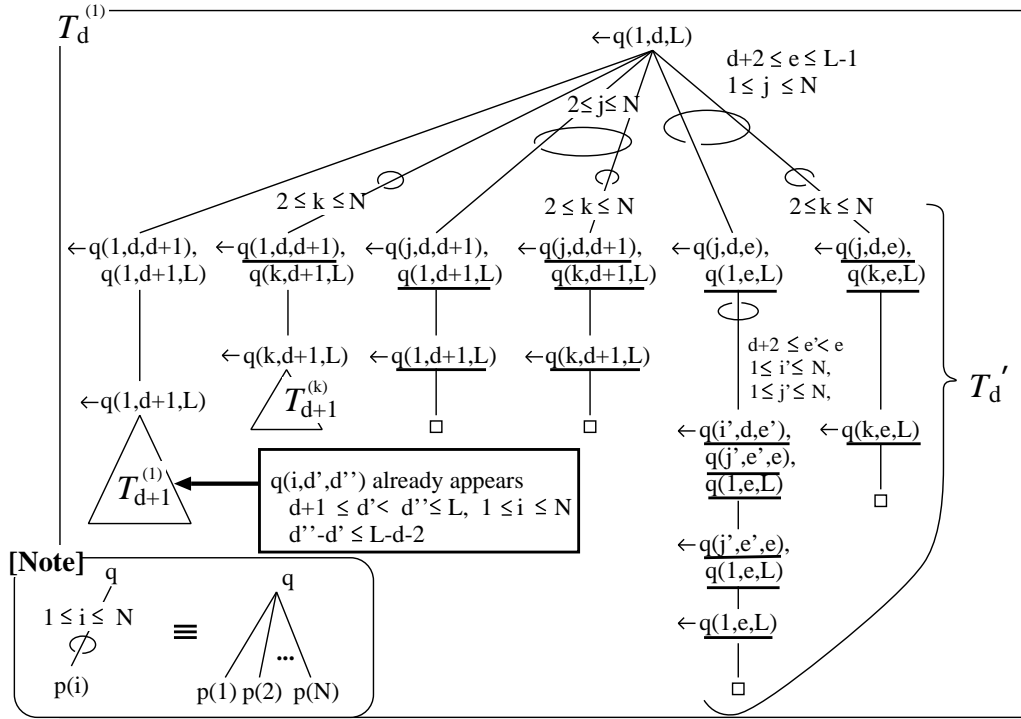 T_d^(1)
←q(1,d,L)
d+2 ≤ e ≤ L-1
1 ≤ j ≤ N
2 ≤ j ≤ N
2 ≤ k ≤ N
2 ≤ k ≤ N
2 ≤ k ≤ N
←q(1,d,d+1),
q(1,d+1,L)
←q(1,d,d+1),
q(k,d+1,L)
←q(j,d,d+1),
q(1,d+1,L)
←q(j,d,d+1),
q(k,d+1,L)
←q(j,d,e),
q(1,e,L)
←q(j,d,e),
q(k,e,L)
←q(1,d+1,L)
←q(k,d+1,L)
←q(1,d+1,L)
←q(k,d+1,L)
d+2 ≤ e'< e
1 ≤ i'≤ N,
1 ≤ j'≤ N,
T_d'
T_d+1^(k)
T_d+1^(1)
←q(i',d,e'),
q(j',e',e),
q(1,e,L)
←q(k,e,L)
q(i,d',d'') already appears
d+1 ≤ d'< d''≤ L, 1 ≤ i ≤ N
d''-d' ≤ L-d-2
←q(j',e',e),
q(1,e,L)
←q(1,e,L)
[Note]
q
1 ≤ i ≤ N
p(i)
≡
q
...
p(1) p(2) p(N)